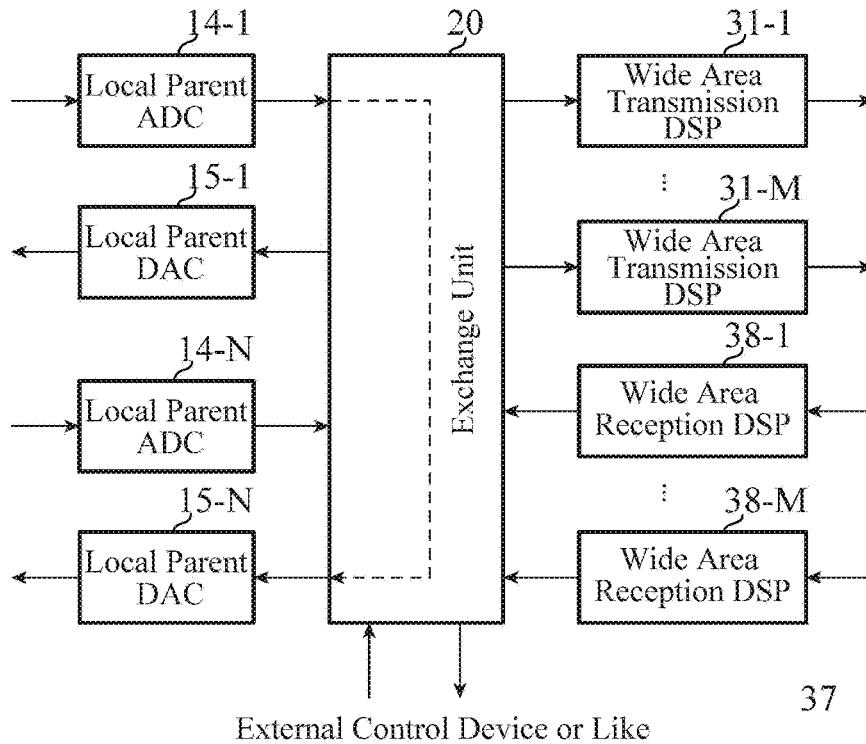 14-1
20
31-1
Local Parent
ADC
Wide Area
Transmission
DSP
15-1
⋮
31-M
Local Parent
DAC
Wide Area
Transmission
DSP
Exchange Unit
14-N
38-1
Local Parent
ADC
Wide Area
Reception DSP
15-N
⋮
38-M
Local Parent
DAC
Wide Area
Reception DSP
37
External Control Device or Like